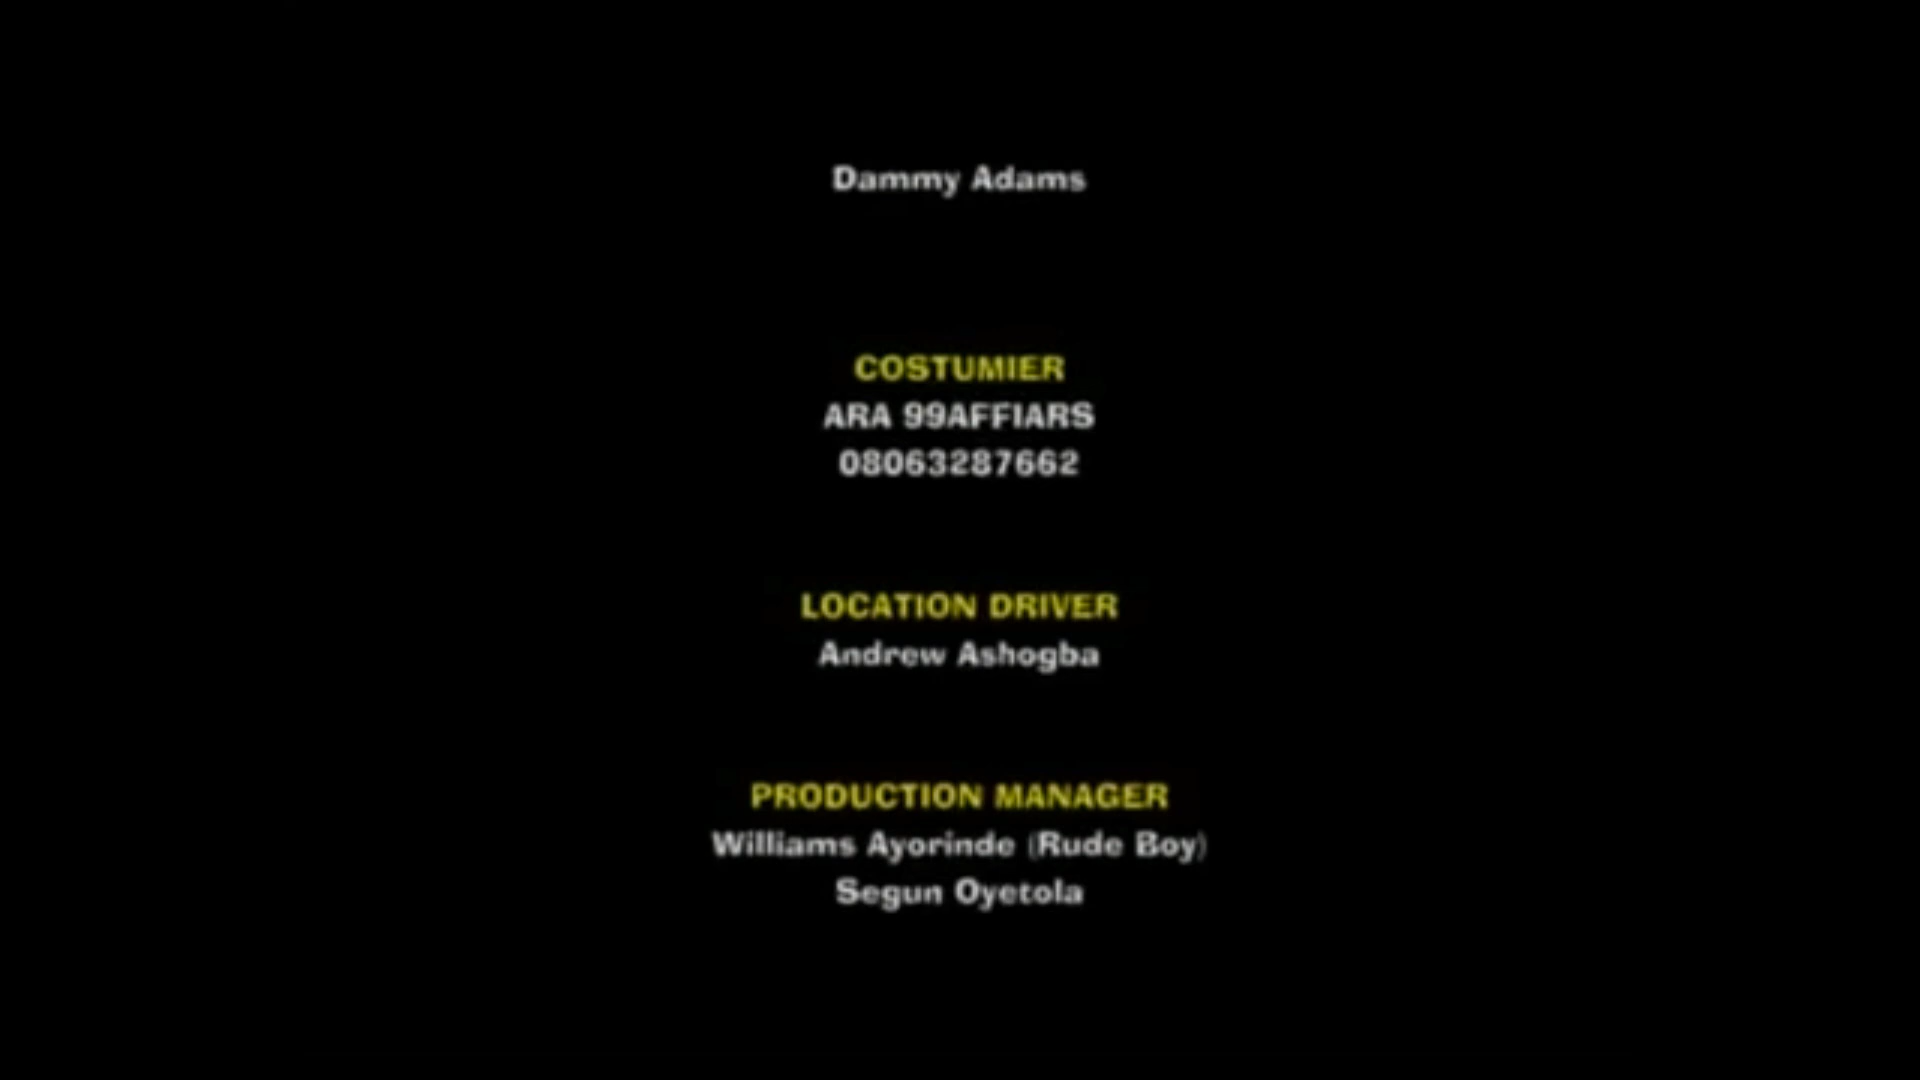 Dammy Adams
COSTUMIER
ARA 99AFFIARS
08063287662
LOCATION DRIVER
Andrew Ashogba
PRODUCTION MANAGER
Williams Ayorinde (Rude Boy)
Segun Oyetola